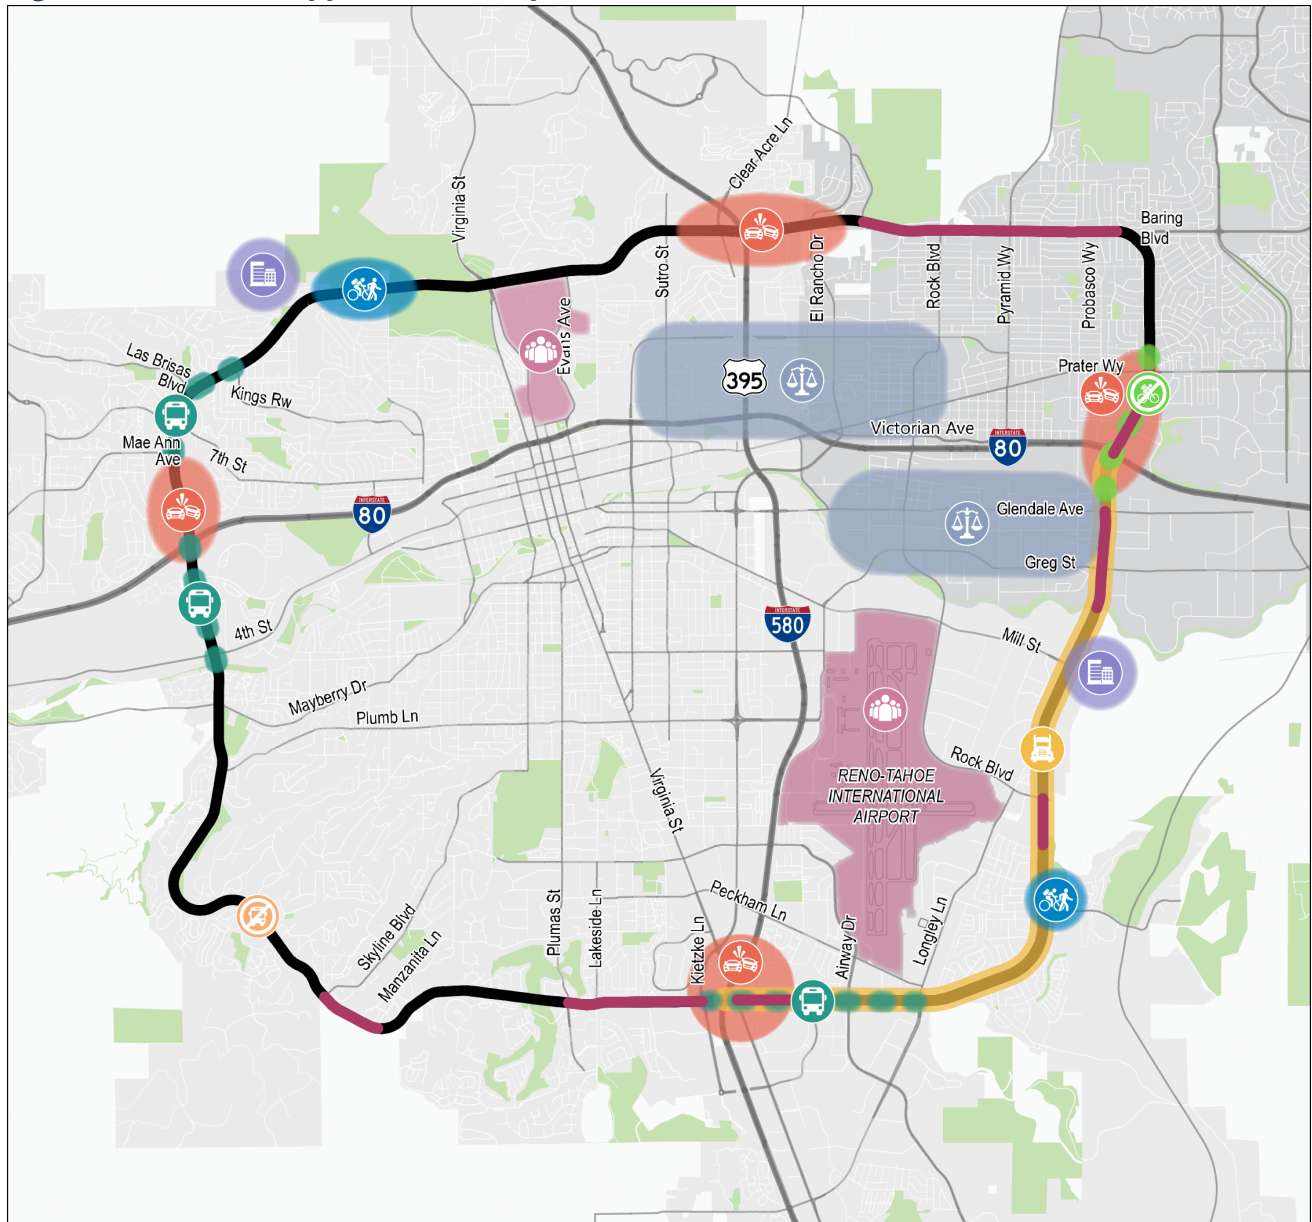 Clear Acre Ln
Virginia St
Baring
Blvd
Sutro St
El Rancho Dr
Rock Blvd
Pyramid Wy
Probasco Wy
Evans Ave
Las Brisas
Blvd
Kings Rw
395
Prater Wy
Mae Ann
Ave
7th St
Victorian Ave
INTERSTATE
80
INTERSTATE
80
Glendale Ave
Greg St
INTERSTATE
580
4th St
Mill St
Mayberry Dr
Plumb Ln
Rock Blvd
RENO-TAHOE
INTERNATIONAL
AIRPORT
Virginia St
Peckham Ln
Plumas St
Lakeside Ln
Skyline Blvd
Manzanita Ln
Kietzke Ln
Airway Dr
Longley Ln